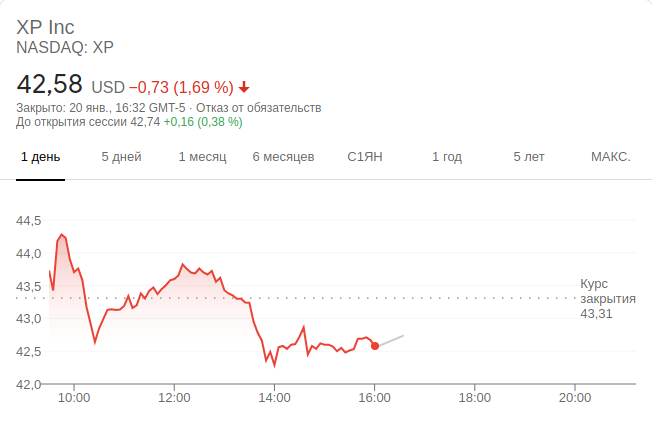 XP Inc
NASDAQ: XP
42,58 USD −0,73 (1,69 %)
Закрыто: 20 янв., 16:32 GMT-5 · Отказ от обязательств
До открытия сессии 42,74 +0,16 (0,38 %)
1 день 5 дней 1 месяц 6 месяцев С1ЯН 1 год 5 лет МАКС.
44,5
44,0
43,5
43,0
42,5
42,0
Курс
закрытия
43,31
10:00 12:00 14:00 16:00 18:00 20:00